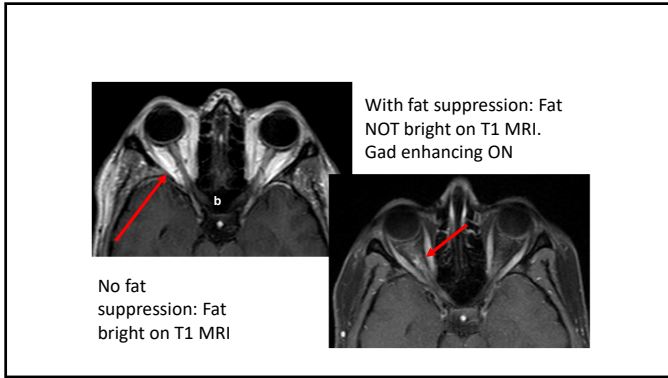 With fat suppression: Fat
NOT bright on T1 MRI.
Gad enhancing ON
b
No fat
suppression: Fat
bright on T1 MRI